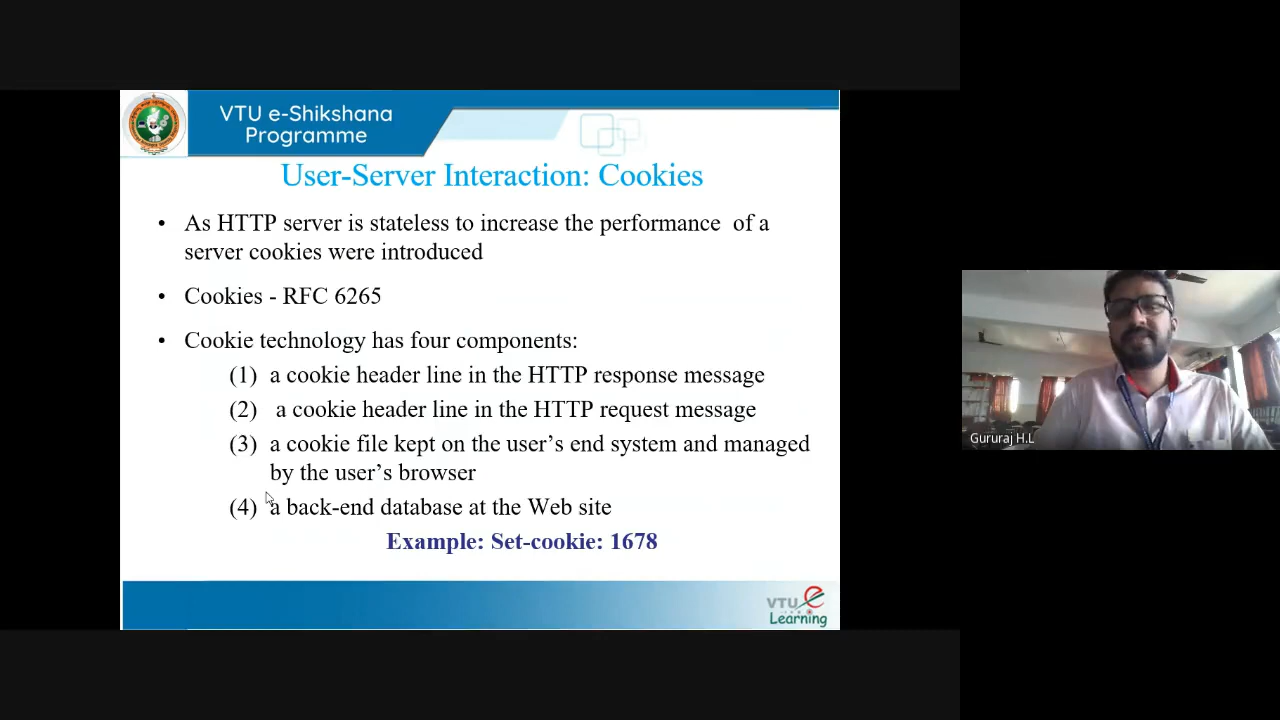 VTU e-Shikshana
Programme
User-Server Interaction: Cookies
• As HTTP server is stateless to increase the performance of a
server cookies were introduced
• Cookies - RFC 6265
• Cookie technology has four components:
(1) a cookie header line in the HTTP response message
(2) a cookie header line in the HTTP request message
(3) a cookie file kept on the user’s end system and managed
by the user’s browser
(4) a back-end database at the Web site
Example: Set-cookie: 1678
VTU e
Learning
Gururaj H.L